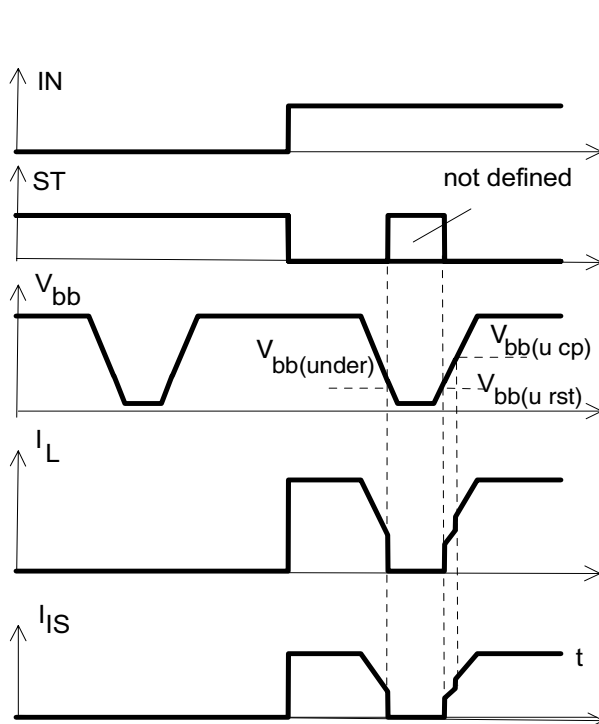 IN
ST
not defined
Vbb
Vbb(under)
Vbb(u cp)
Vbb(u rst)
IL
IIS
t